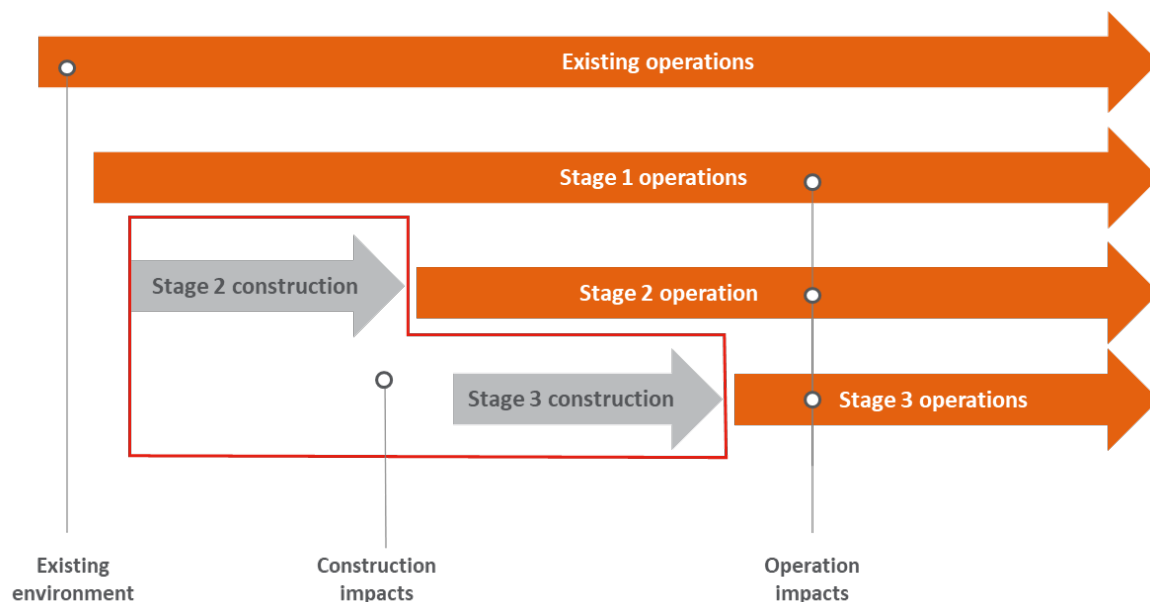 Existing operations
Stage 1 operations
Stage 2 construction
Stage 2 operation
Stage 3 construction
Stage 3 operations
Existing
environment
Construction
impacts
Operation
impacts